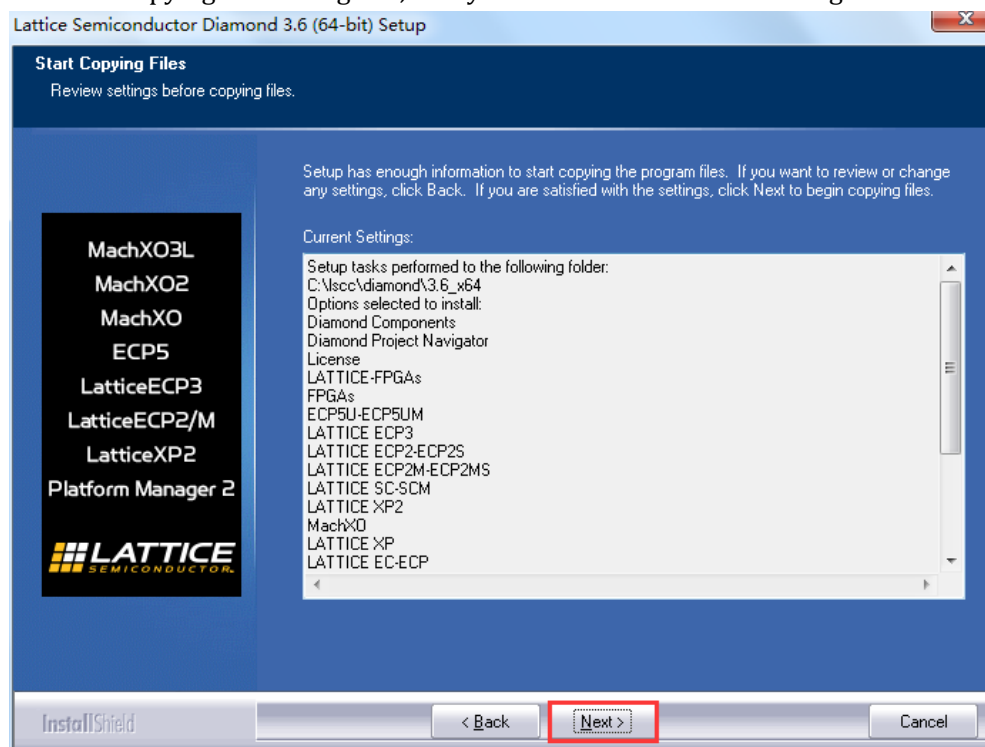 Lattice Semiconductor Diamond 3.6 (64-bit) Setup
Start Copying Files
Review settings before copying files.
Setup has enough information to start copying the program files. If you want to review or change
any settings, click Back. If you are satisfied with the settings, click Next to begin copying files.
Current Settings:
Setup tasks performed to the following folder:
C:\lscc\diamond\3.6_x64
Options selected to install:
Diamond Components
Diamond Project Navigator
License
LATTICE-FPGAs
FPGAs
ECP5U-ECP5UM
LATTICE ECP3
LATTICE ECP2-ECP2S
LATTICE ECP2M-ECP2MS
LATTICE SC-SCM
LATTICE XP2
MachXO
LATTICE XP
LATTICE EC-ECP
MachXO3L
MachXO2
MachXO
ECP5
LatticeECP3
LatticeECP2/M
LatticeXP2
Platform Manager 2
LATTICE
SEMICONDUCTOR.
InstallShield
< Back
Next >
Cancel